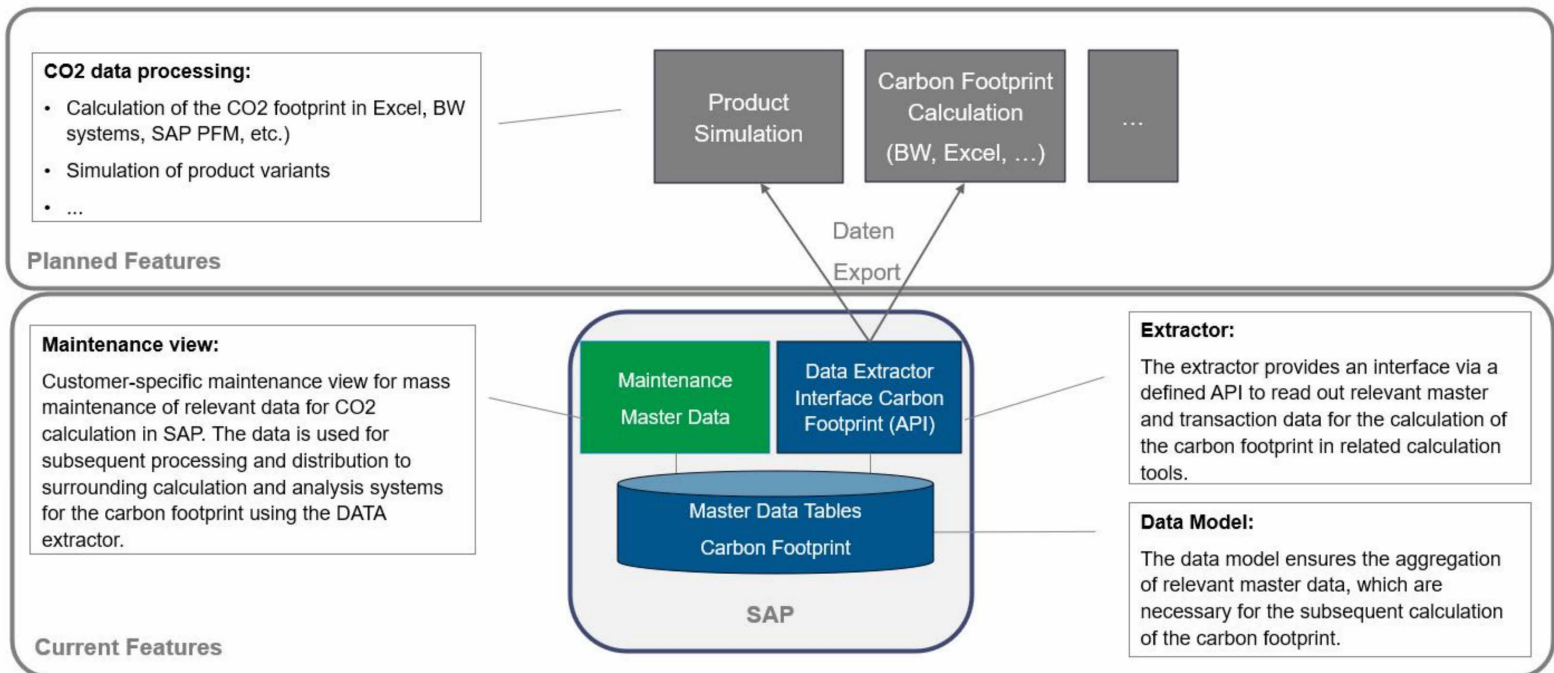 CO2 data processing:
• Calculation of the CO2 footprint in Excel, BW
systems, SAP PFM, etc.)
• Simulation of product variants
• ...
Product
Simulation
Carbon Footprint
Calculation
(BW, Excel, …)
…
Daten
Export
Planned Features
Maintenance view:
Customer-specific maintenance view for mass
maintenance of relevant data for CO2
calculation in SAP. The data is used for
subsequent processing and distribution to
surrounding calculation and analysis systems
for the carbon footprint using the DATA
extractor.
Maintenance
Master Data
Data Extractor
Interface Carbon
Footprint (API)
Master Data Tables
Carbon Footprint
SAP
Extractor:
The extractor provides an interface via a
defined API to read out relevant master
and transaction data for the calculation of
the carbon footprint in related calculation
tools.
Data Model:
The data model ensures the aggregation
of relevant master data, which are
necessary for the subsequent calculation
of the carbon footprint.
Current Features